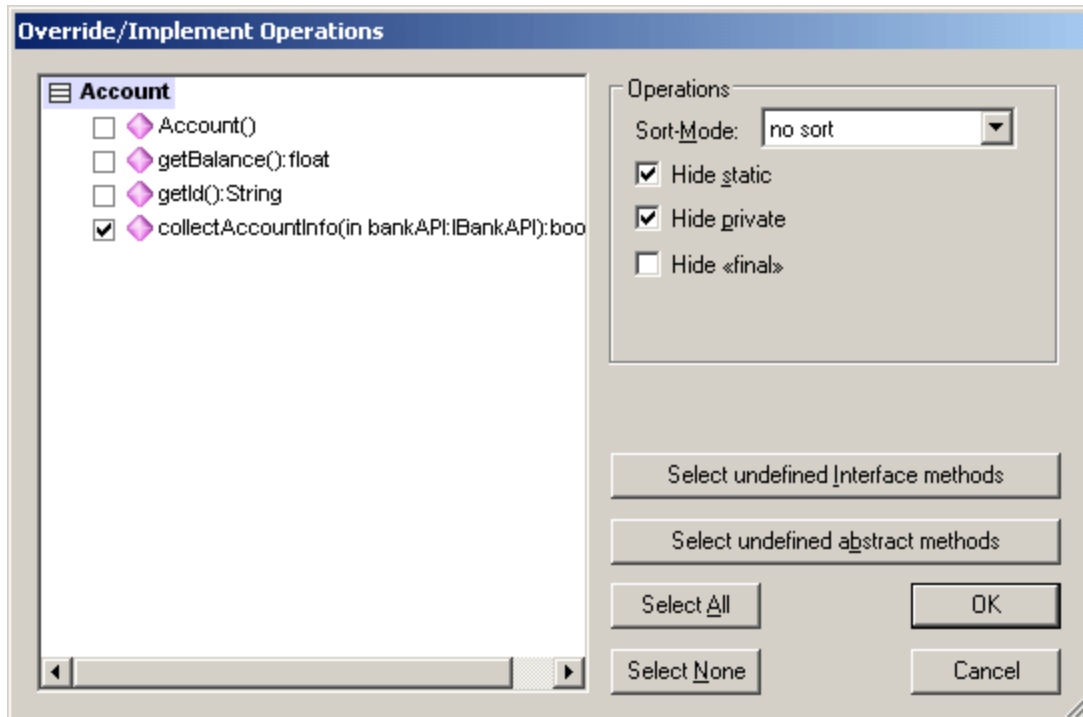 Override/Implement Operations
Account
Account()
getBalance():float
getId():String
collectAccountInfo(in bankAPI:IBankAPI):boo
Operations
Sort-Mode: no sort
Hide static
Hide private
Hide «final»
Select undefined Interface methods
Select undefined abstract methods
Select All OK
Select None Cancel